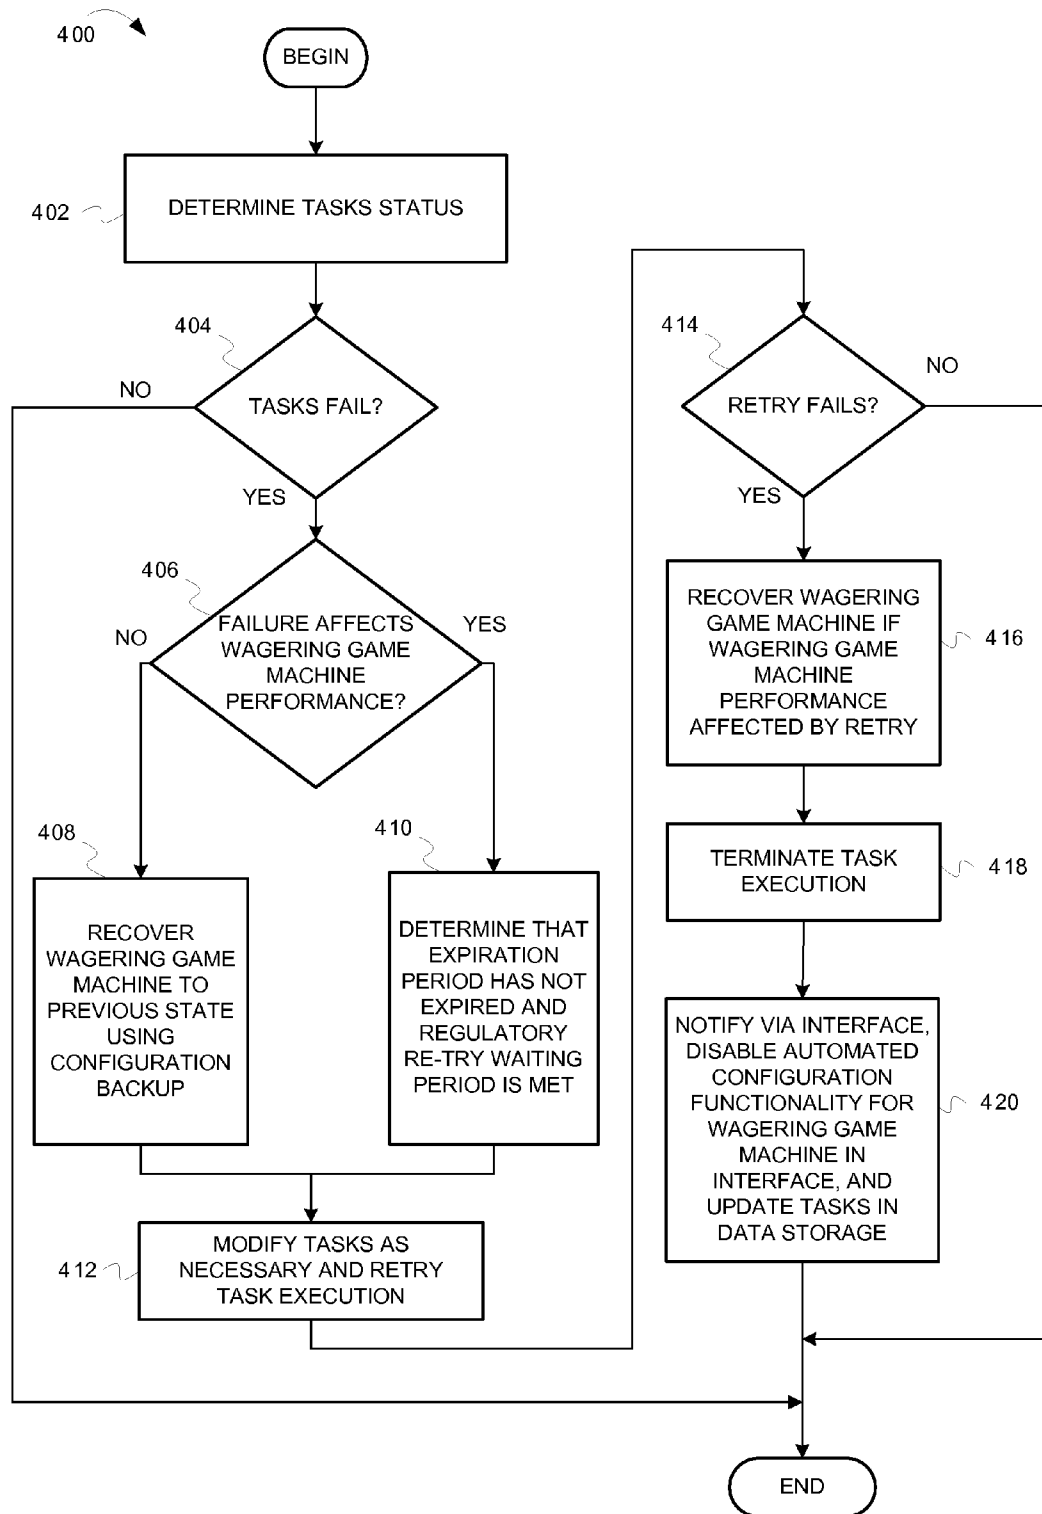 400
BEGIN
402
DETERMINE TASKS STATUS
404
NO
TASKS FAIL?
YES
406
NO
FAILURE AFFECTS
WAGERING GAME
MACHINE
PERFORMANCE?
YES
408
RECOVER
WAGERING GAME
MACHINE TO
PREVIOUS STATE
USING
CONFIGURATION
BACKUP
410
DETERMINE THAT
EXPIRATION
PERIOD HAS NOT
EXPIRED AND
REGULATORY
RE-TRY WAITING
PERIOD IS MET
412
MODIFY TASKS AS
NECESSARY AND RETRY
TASK EXECUTION
414
NO
RETRY FAILS?
YES
RECOVER WAGERING
GAME MACHINE IF
WAGERING GAME
MACHINE
PERFORMANCE
AFFECTED BY RETRY
416
TERMINATE TASK
EXECUTION
418
NOTIFY VIA INTERFACE,
DISABLE AUTOMATED
CONFIGURATION
FUNCTIONALITY FOR
WAGERING GAME
MACHINE IN
INTERFACE, AND
UPDATE TASKS IN
DATA STORAGE
420
END